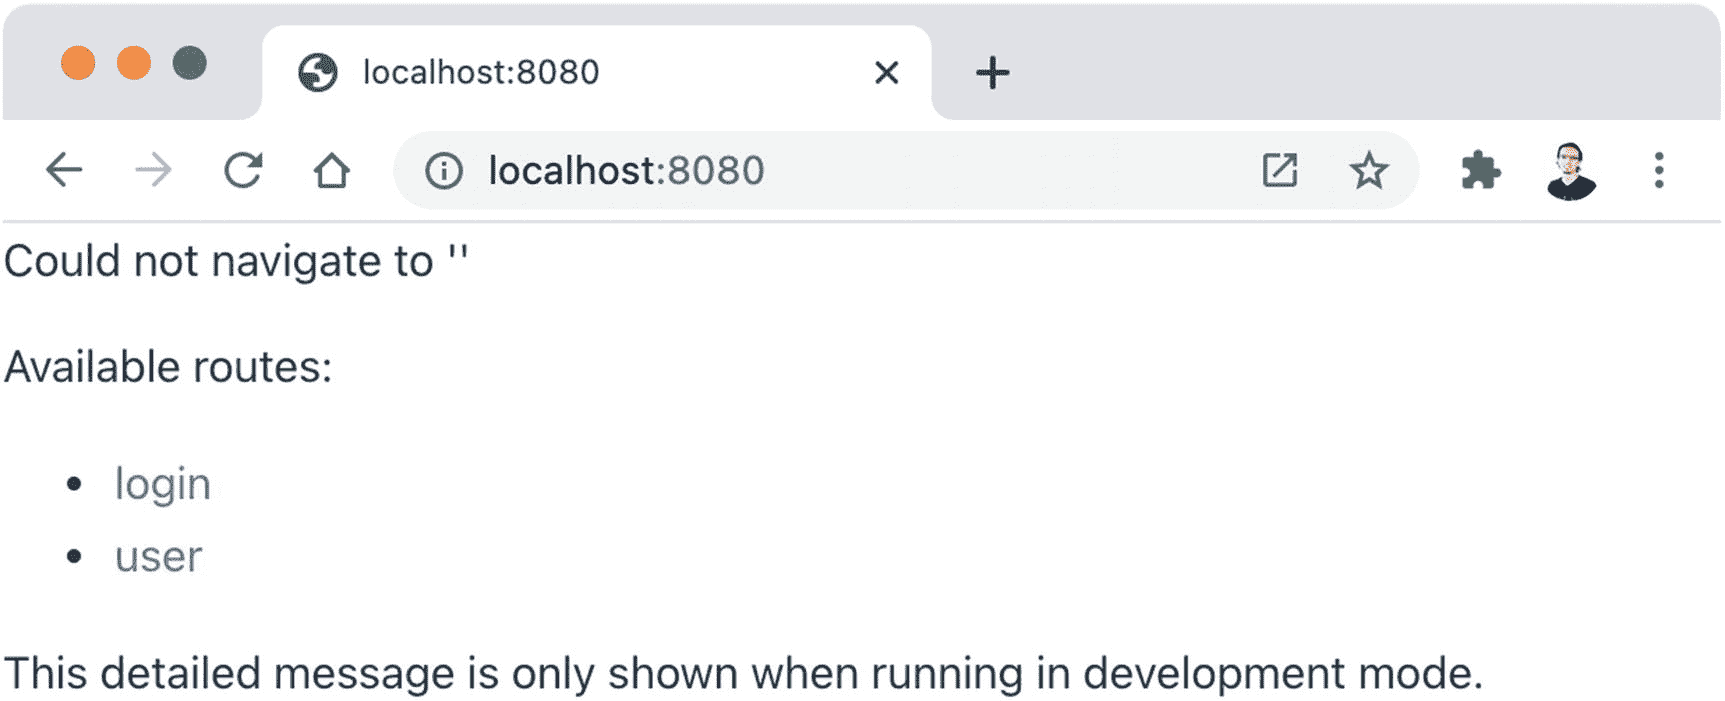 localhost:8080
localhost:8080
Could not navigate to ''
Available routes:
login
user
This detailed message is only shown when running in development mode.